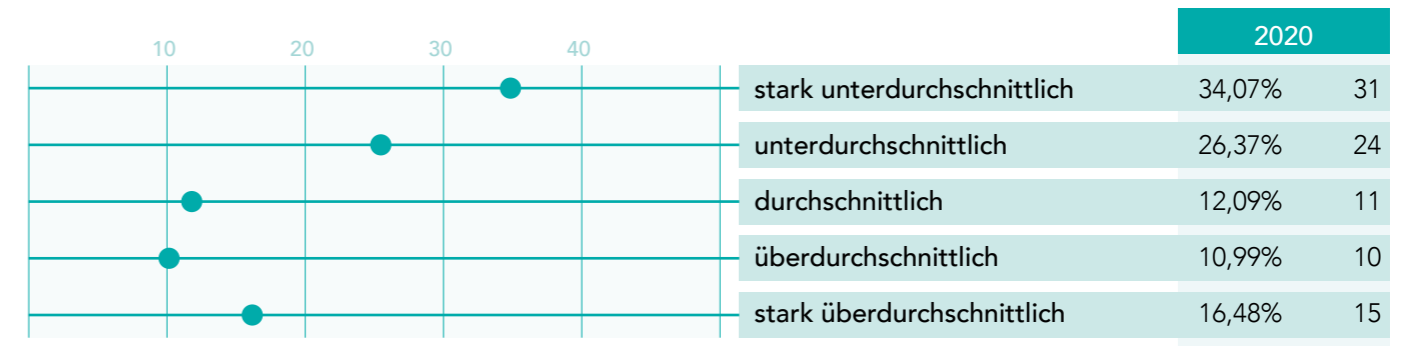 2020
10 20 30 40
stark unterdurchschnittlich 34,07% 31
unterdurchschnittlich 26,37% 24
durchschnittlich 12,09% 11
überdurchschnittlich 10,99% 10
stark überdurchschnittlich 16,48% 15